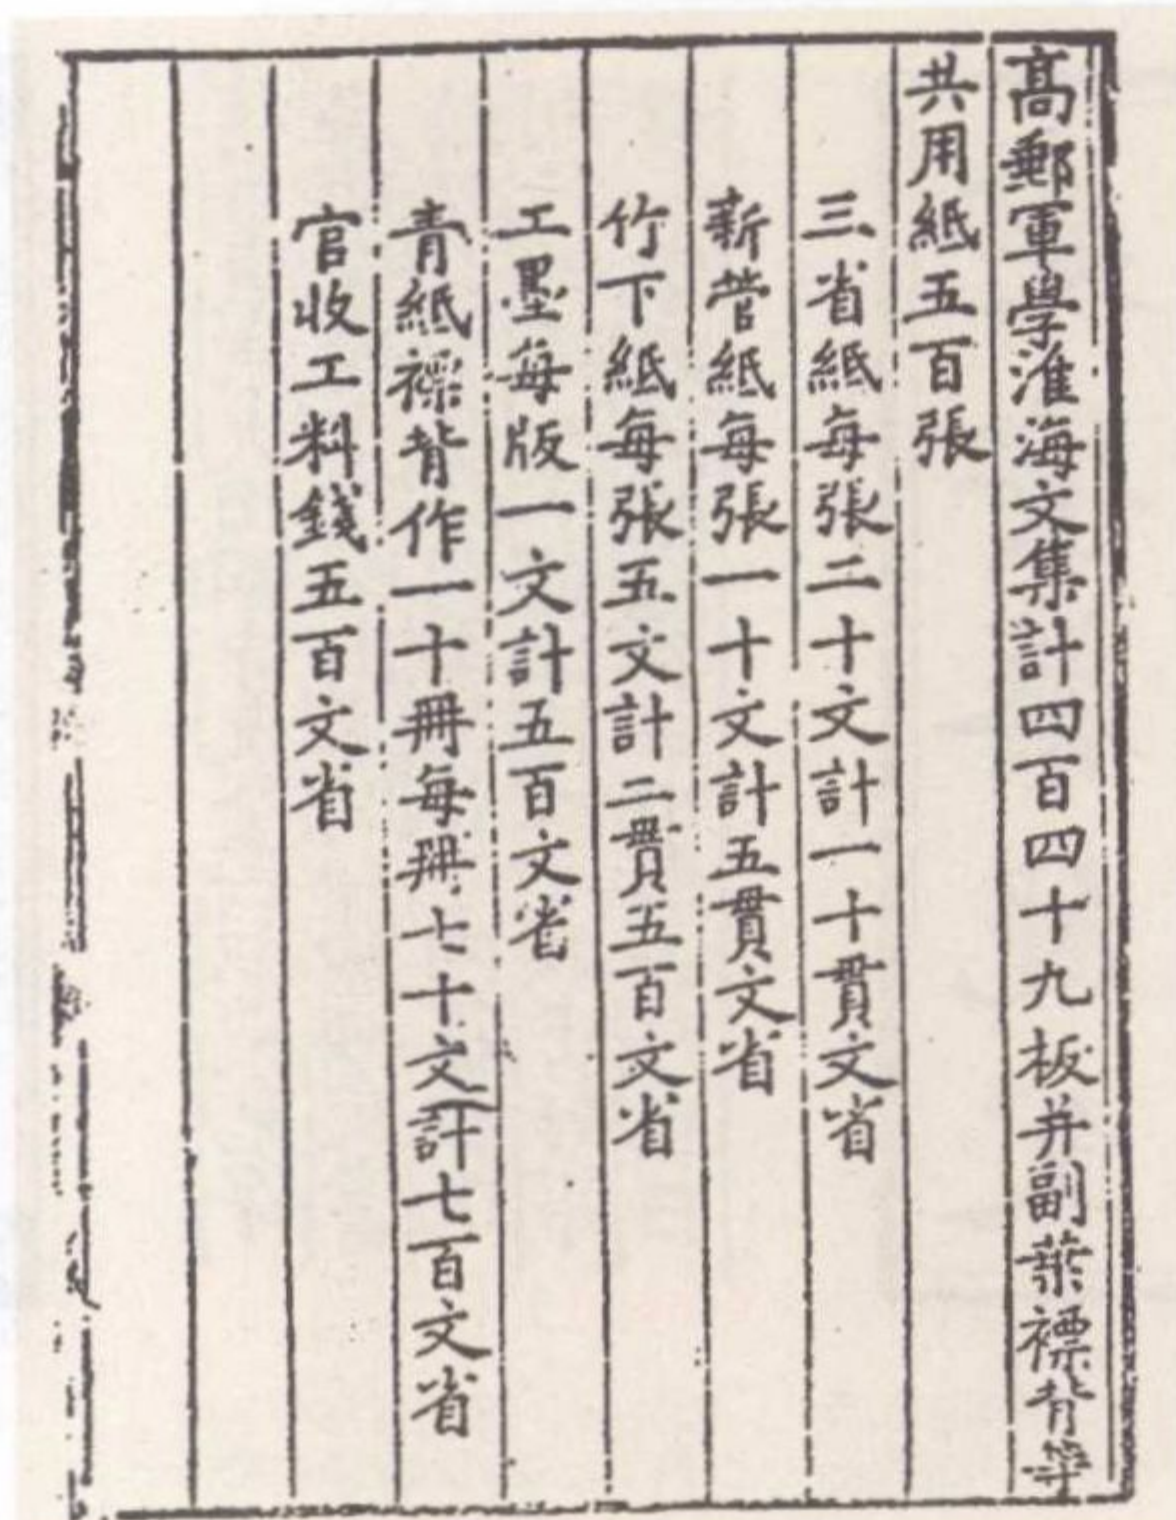 高郵軍學淮海文集計四百四十九板并副葉褾背等
共用紙五百張
三省紙每張二十文計一十貫文省
新管紙每張一十文計五貫文省
竹下紙每張五文計二貫五百文省
工墨每版一文計五百文省
青紙褾背作一十冊每冊七十文計七百文省
官收工料錢五百文省